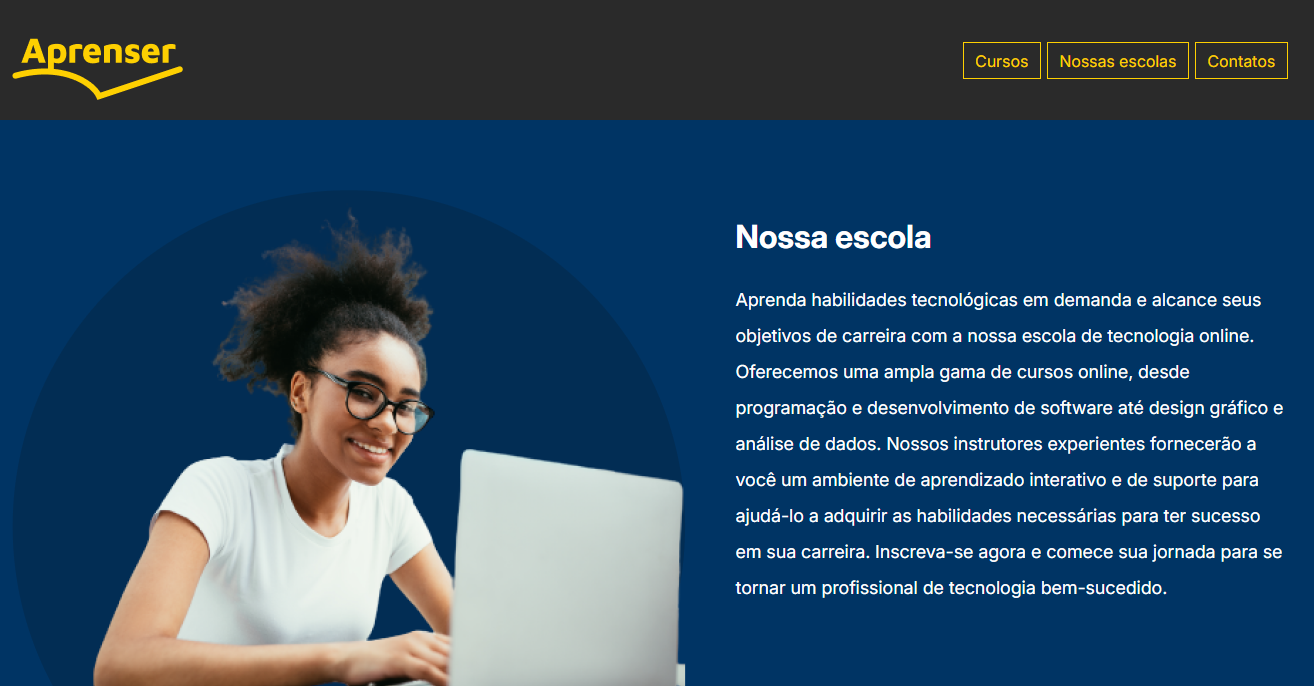 Aprenser
Cursos
Nossas escolas
Contatos
Nossa escola
Aprenda habilidades tecnológicas em demanda e alcance seus
objetivos de carreira com a nossa escola de tecnologia online.
Oferecemos uma ampla gama de cursos online, desde
programação e desenvolvimento de software até design gráfico e
análise de dados. Nossos instrutores experientes fornecerão a
você um ambiente de aprendizado interativo e de suporte para
ajudá-lo a adquirir as habilidades necessárias para ter sucesso
em sua carreira. Inscreva-se agora e comece sua jornada para se
tornar um profissional de tecnologia bem-sucedido.